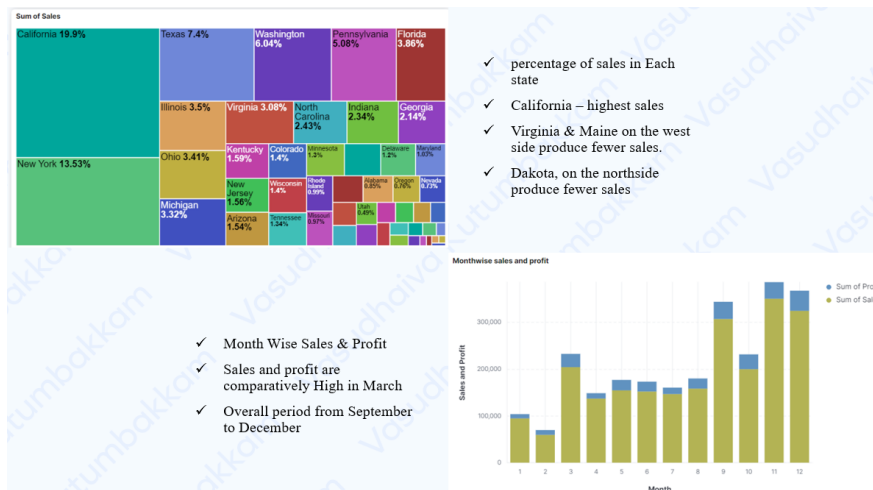 Sum of Sales
California 19.9%
Texas 7.4%
Washington
6.04%
Pennsylvania
5.08%
Florida
3.86%
Illinois 3.5%
Virginia 3.08%
North
Carolina
2.43%
Indiana
2.34%
Georgia
2.14%
New York 13.53%
Ohio 3.41%
Kentucky
1.59%
Colorado
1.4%
Minnesota
Delaware
1.2%
Maryland
1.03%
Michigan
3.32%
New
Jersey
1.56%
Wisconsin
1.4%
Rhode
Island
0.99%
Alabama
0.85%
Oregon
0.76%
Nevada
0.73%
Arizona
1.54%
Tennessee
1.34%
Missouri
0.97%
Utah
0.49%
✓ percentage of sales in Each
state
✓ California – highest sales
✓ Virginia & Maine on the west
side produce fewer sales.
✓ Dakota, on the northside
produce fewer sales
✓ Month Wise Sales & Profit
✓ Sales and profit are
comparatively High in March
✓ Overall period from September
to December
Monthwise sales and profit
Sum of Pro
Sum of Sal
Sales and Profit
300,000
200,000
100,000
0
1 2 3 4 5 6 7 8 9 10 11 12
Month
Vasudhaiva Kutumbakkam